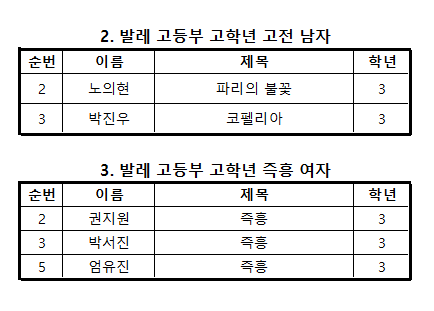 2. 발레 고등부 고학년 고전 남자
순번 이름 제목 학년
2 노의현 파리의 불꽃 3
3 박진우 코펠리아 3
3. 발레 고등부 고학년 즉흥 여자
순번 이름 제목 학년
2 권지원 즉흥 3
3 박서진 즉흥 3
5 엄유진 즉흥 3